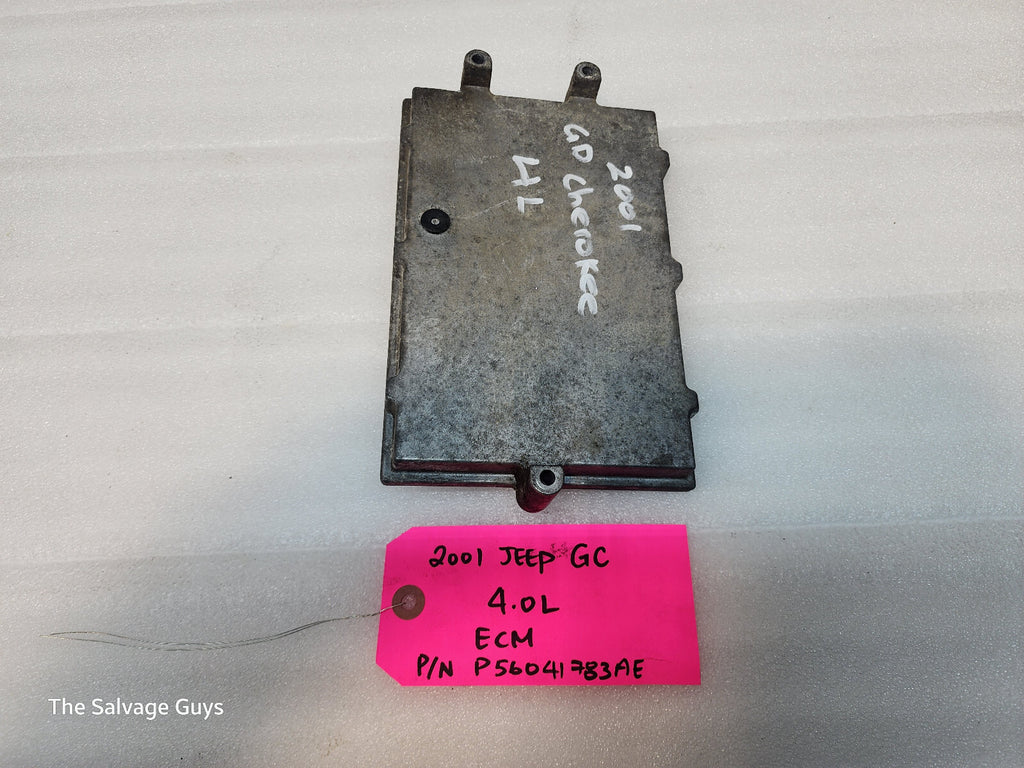 2001
GD Cherokee
4L
2001 JEEP GC
4.0L
ECM
P/N P56041783AE
The Salvage Guys